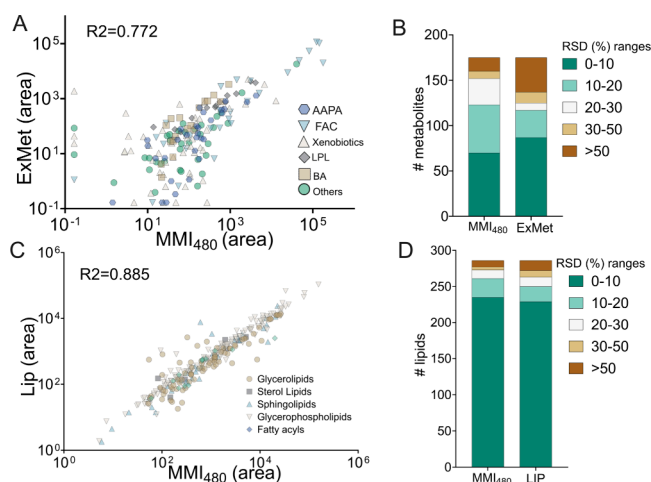 A
R2=0.772
ExMet (area)
10^5
10^3
10^1
10^-1
10^-1
10^1
10^3
10^5
MMI480 (area)
AAPA
FAC
Xenobiotics
LPL
BA
Others
B
# metabolites
200
150
100
50
0
MMI480
ExMet
RSD (%) ranges
0-10
10-20
20-30
30-50
>50
C
R2=0.885
Lip (area)
10^6
10^4
10^2
10^0
10^0
10^2
10^4
10^6
MMI480 (area)
Glycerolipids
Sterol Lipids
Sphingolipids
Glycerophospholipids
Fatty acyls
D
# lipids
300
250
200
150
100
50
0
MMI480
LIP
RSD (%) ranges
0-10
10-20
20-30
30-50
>50